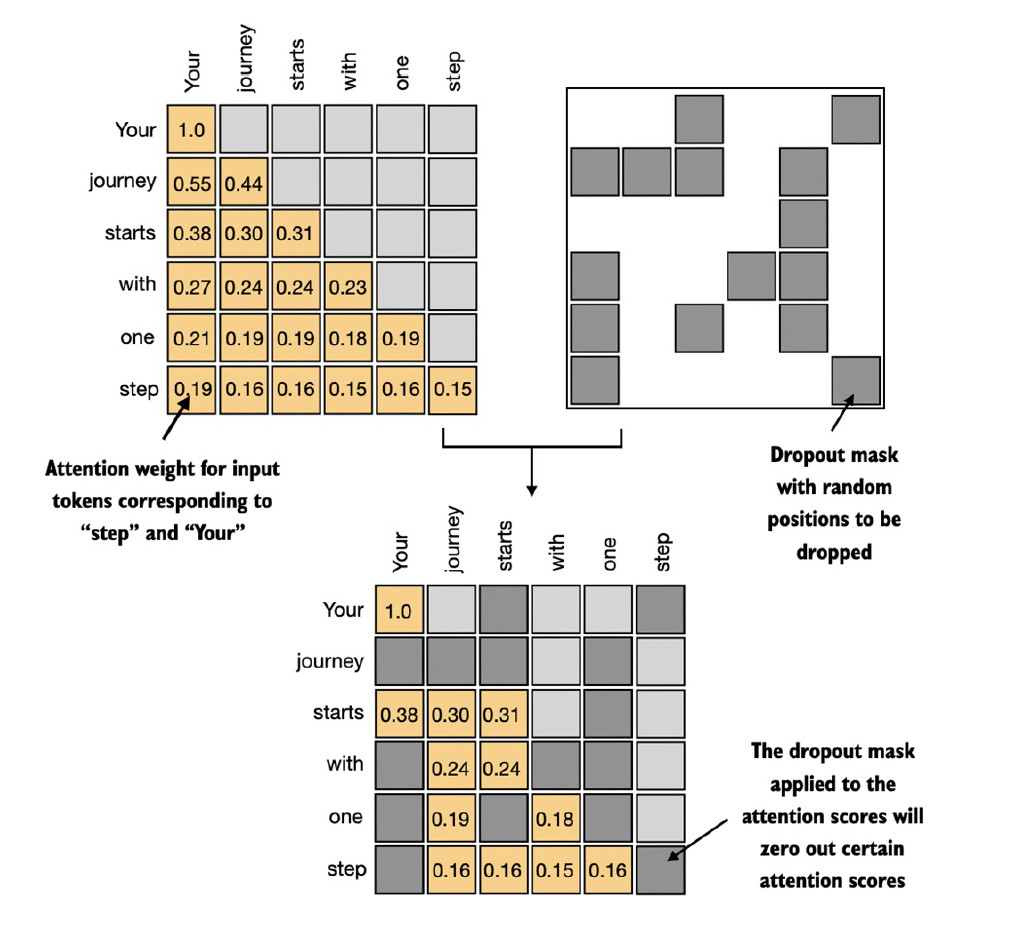 Your journey starts with one step
Your 1.0
journey 0.55 0.44
starts 0.38 0.30 0.31
with 0.27 0.24 0.24 0.23
one 0.21 0.19 0.19 0.18 0.19
step 0.19 0.16 0.16 0.15 0.16 0.15
Attention weight for input
tokens corresponding to
“step” and “Your”
Dropout mask
with random
positions to be
dropped
Your journey starts with one step
Your 1.0
journey
starts 0.38 0.30 0.31
with 0.24 0.24
one 0.19 0.18
step 0.16 0.16 0.15 0.16
The dropout mask
applied to the
attention scores will
zero out certain
attention scores